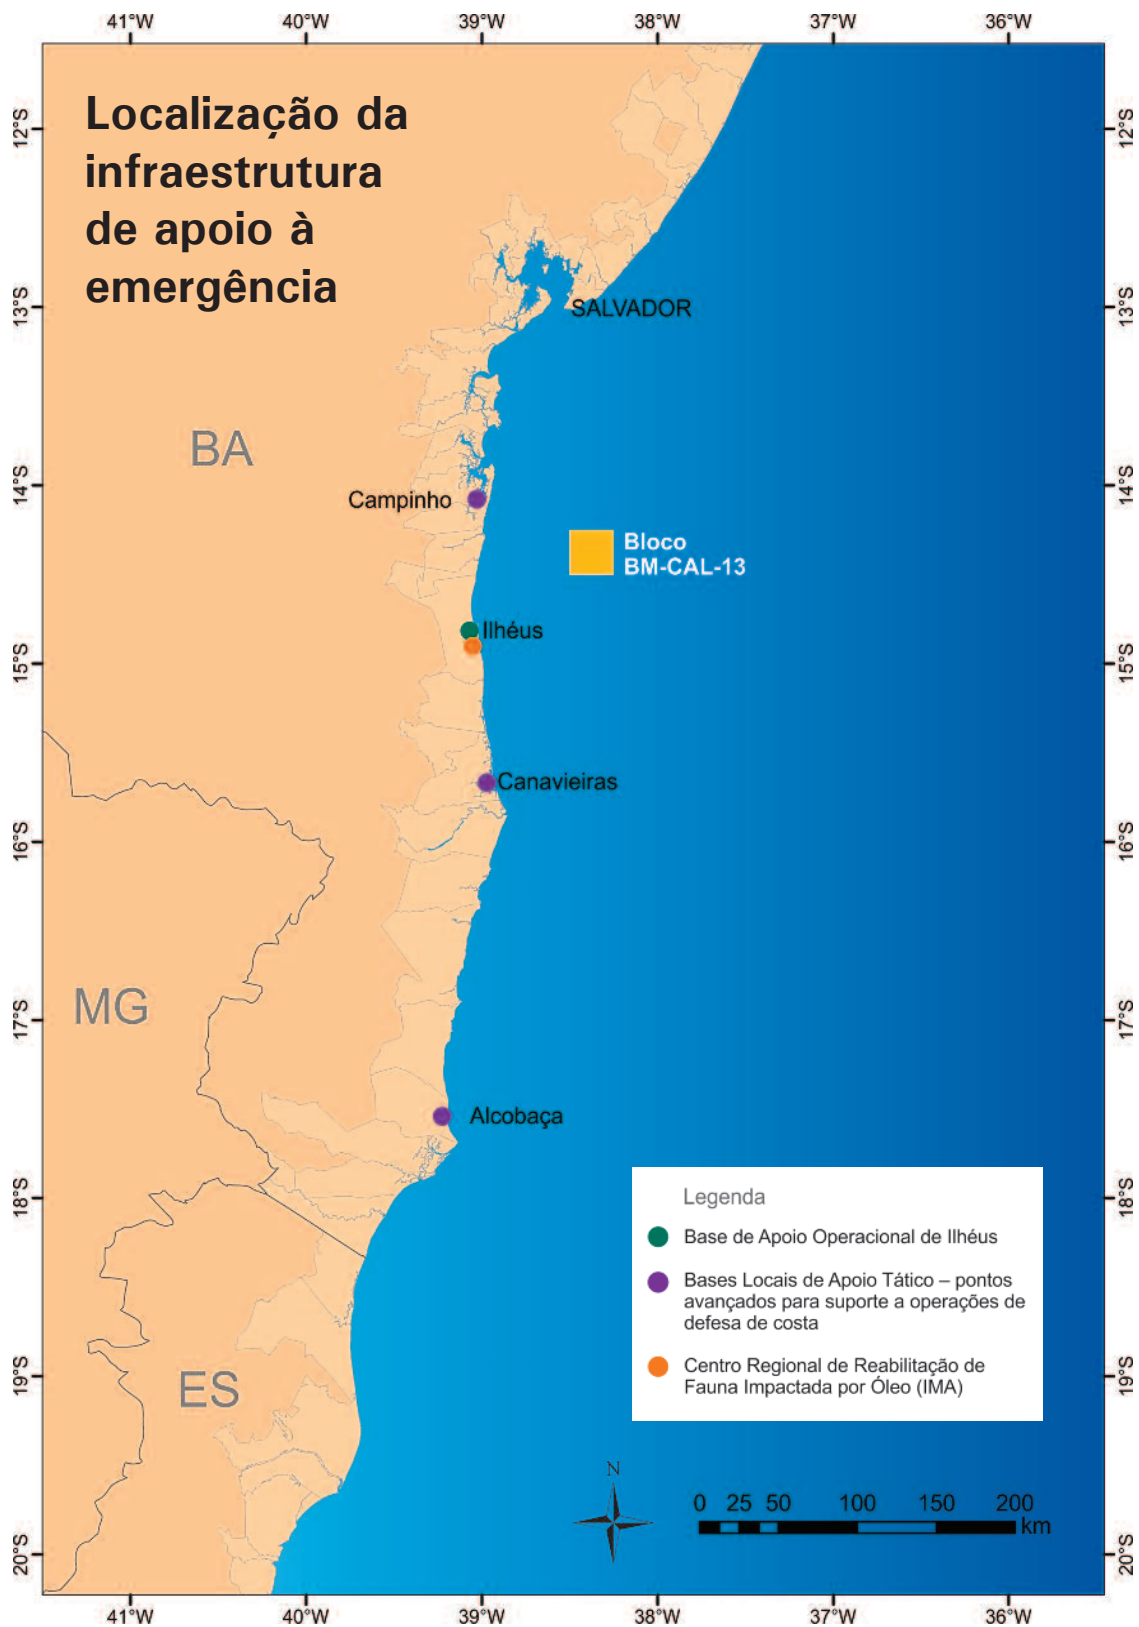 41°W 40°W 39°W 38°W 37°W 36°W
Localização da
infraestrutura
de apoio à
emergência
12°S 12°S
13°S 13°S
SALVADOR
BA
14°S 14°S
Campinho
Bloco
BM-CAL-13
Ilhéus
15°S 15°S
Canavieiras
16°S 16°S
MG
17°S 17°S
Alcobaça
18°S 18°S
Legenda
Base de Apoio Operacional de Ilhéus
Bases Locais de Apoio Tático – pontos
avançados para suporte a operações de
defesa de costa
Centro Regional de Reabilitação de
Fauna Impactada por Óleo (IMA)
19°S 19°S
ES
N
0 25 50 100 150 200
km
20°S 20°S
41°W 40°W 39°W 38°W 37°W 36°W